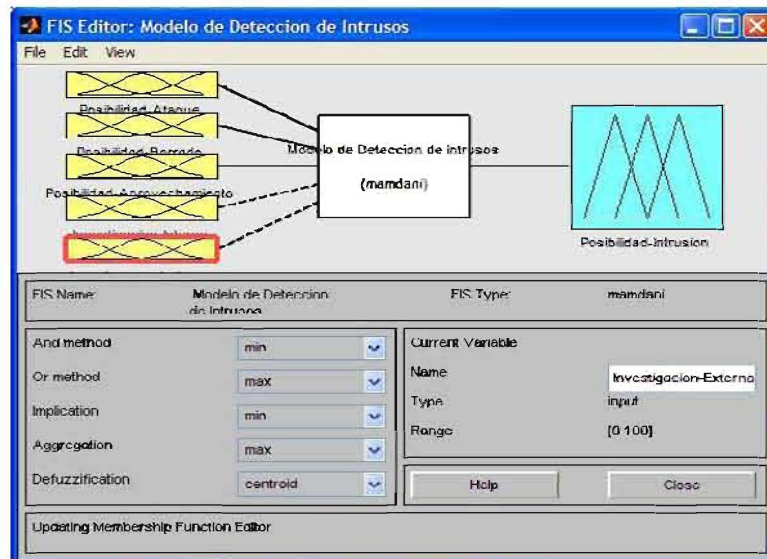 FIS Editor: Modelo de Deteccion de Intrusos
File Edit View
Posibilidad-Ataque
Posibilidad-Borrado
Posibilidad-Aprovechamiento
Modelo de Deteccion de Intrusos
(mamdani)
Posibilidad-Intrusion
FIS Name: Modelo de Deteccion de Intrusos
FIS Type: mamdani
And method min
Or method max
Implication min
Aggregation max
Defuzzification centroid
Current Variable
Name Investigacion-Externo
Type input
Range [0 100]
Help Close
Updating Membership Function Editor